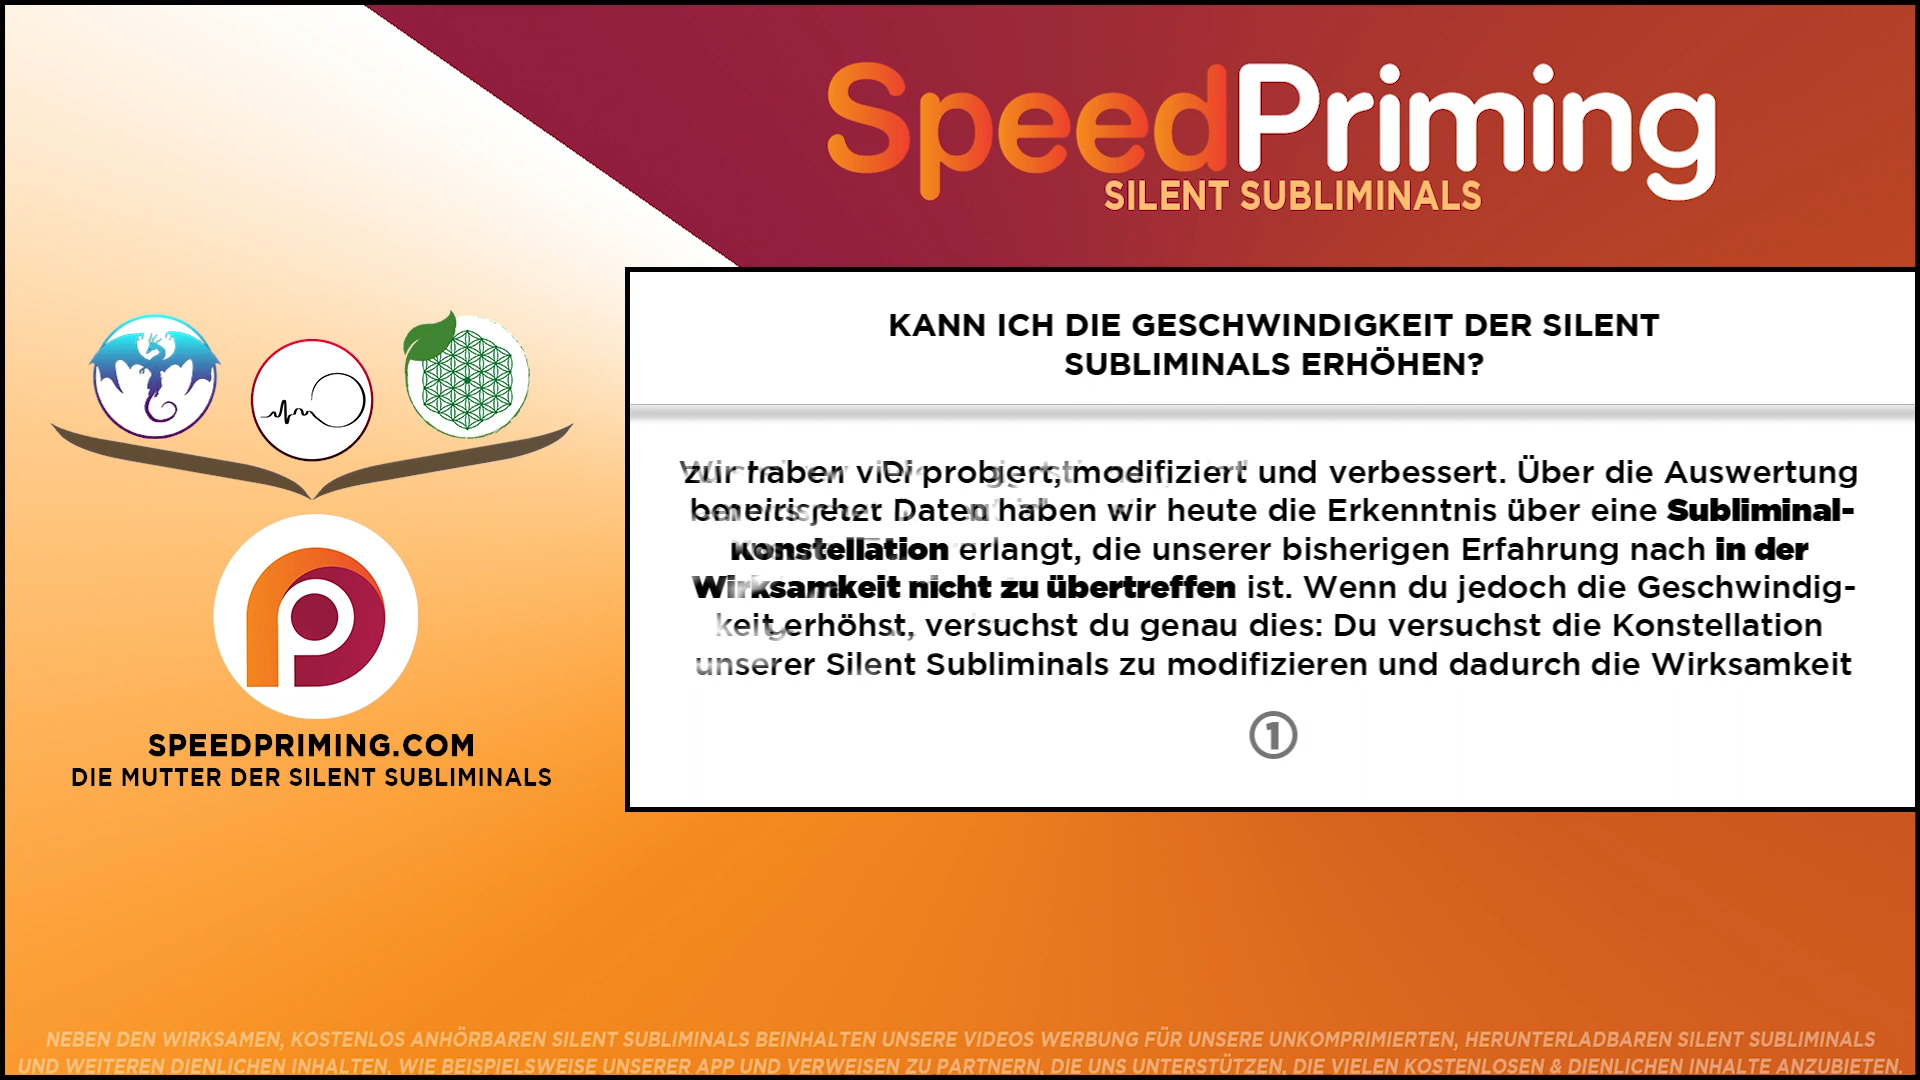 SpeedPriming
SILENT SUBLIMINALS
KANN ICH DIE GESCHWINDIGKEIT DER SILENT
SUBLIMINALS ERHÖHEN?
haben modifiziert und verbessert. Über die Auswertung
Daten haben wir heute die Erkenntnis über eine Subliminal-
Konstellation erlangt, die unserer bisherigen Erfahrung nach in der
Wirksamkeit nicht zu übertreffen ist. Wenn du jedoch die Geschwindig-
keit erhöhst, versuchst du genau dies: Du versuchst die Konstellation
unserer Silent Subliminals zu modifizieren und dadurch die Wirksamkeit
1
SPEEDPRIMING.COM
DIE MUTTER DER SILENT SUBLIMINALS
NEBEN DEN WIRKSAMEN, KOSTENLOS ANHÖRBAREN SILENT SUBLIMINALS BEINHALTEN UNSERE VIDEOS WERBUNG FÜR UNSERE UNKOMPRIMIERTEN, HERUNTERLADBAREN SILENT SUBLIMINALS
UND WEITEREN DIENLICHEN INHALTEN, WIE BEISPIELSWEISE UNSERER APP UND VERWEISEN ZU PARTNERN, DIE UNS UNTERSTÜTZEN, DIE VIELEN KOSTENLOSEN & DIENLICHEN INHALTE ANZUBIETEN.